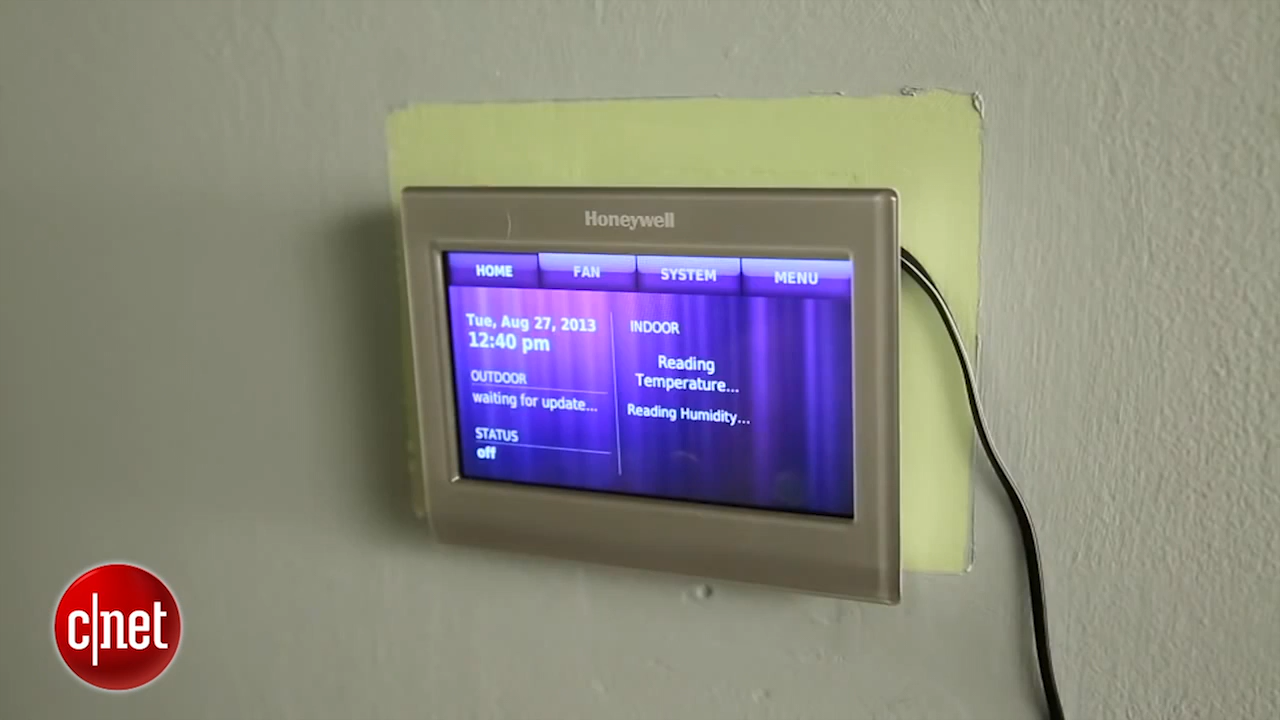 Honeywell
HOME
FAN
SYSTEM
MENU
Tue, Aug 27, 2013
12:40 pm
OUTDOOR
waiting for update...
STATUS
off
INDOOR
Reading
Temperature...
Reading Humidity...
c|net